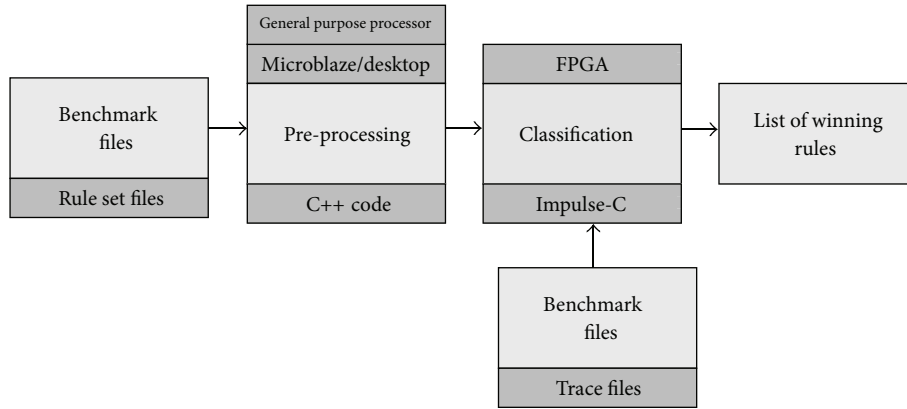 General purpose processor
Microblaze/desktop
FPGA
Benchmark
files
Pre-processing
Classification
List of winning
rules
Rule set files
C++ code
Impulse-C
Benchmark
files
Trace files